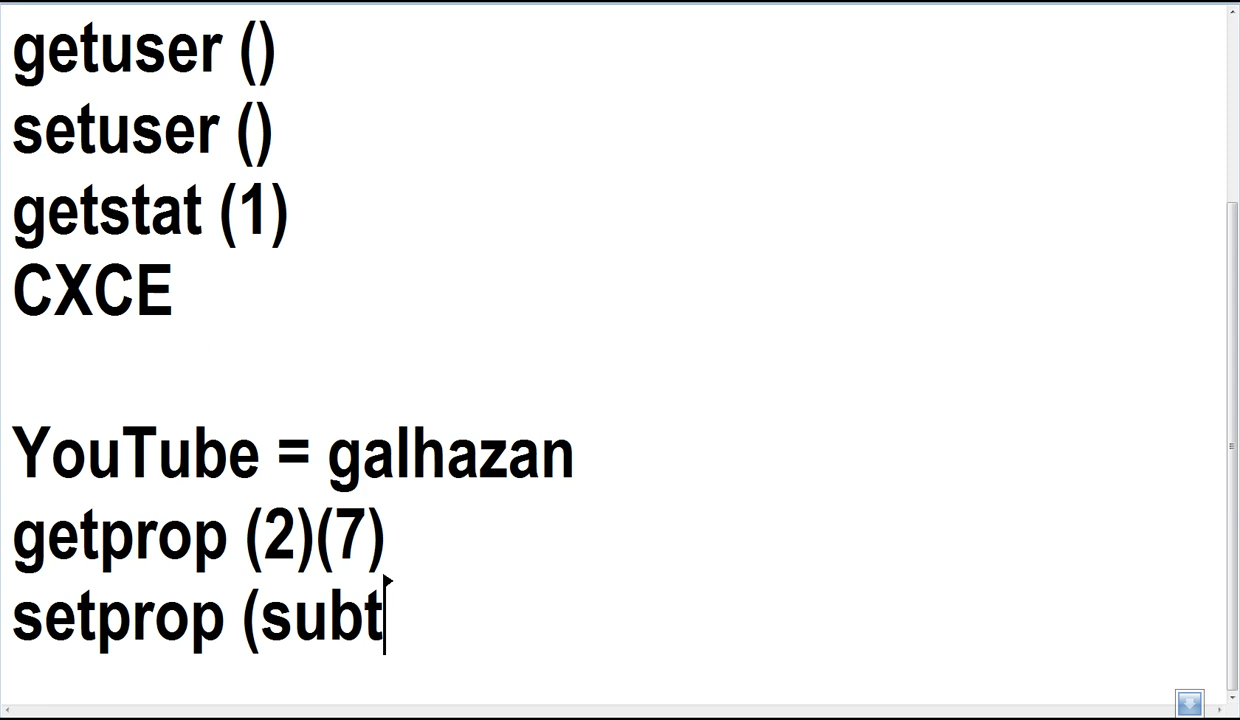 getuser ()
setuser ()
getstat (1)
CXCE
YouTube = galhazan
getprop (2)(7)
setprop (subt